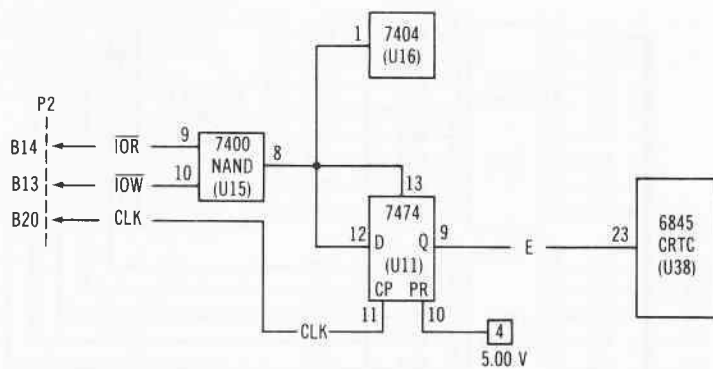 1
7404
(U16)
P2
B14
IOR
9
7400
NAND
(U15)
8
B13
IOW
10
B20
CLK
13
7474
12
D
Q
9
E
23
6845
CRTC
(U38)
(U11)
CP
PR
11
10
CLK
4
5.00 V